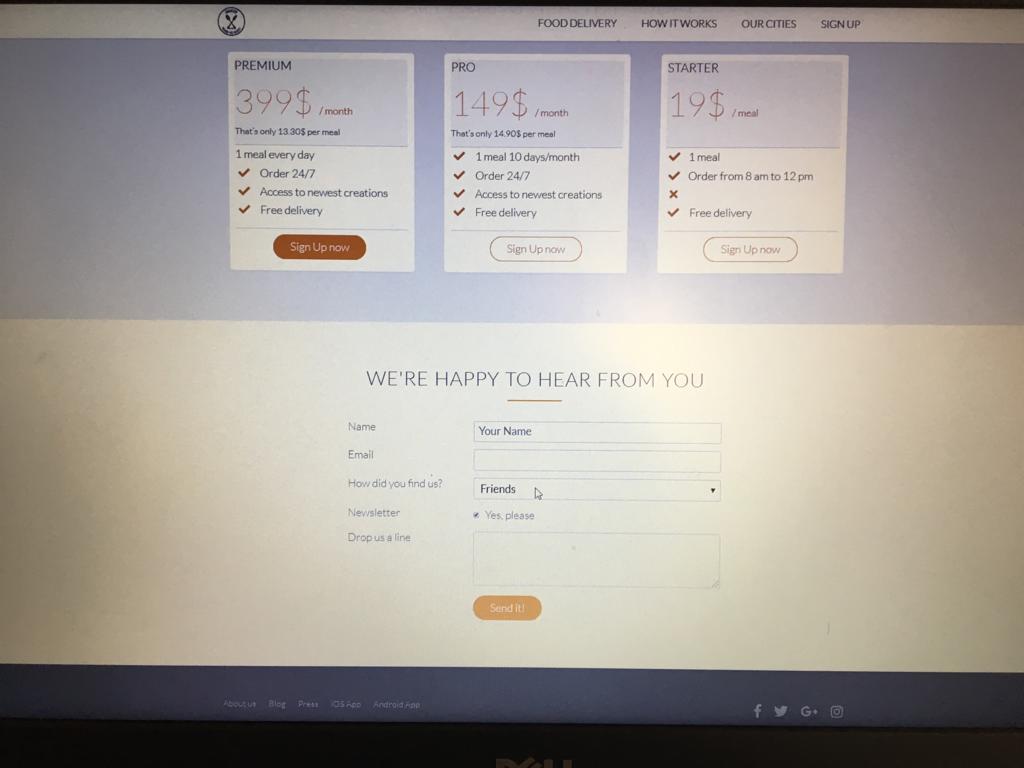 FOOD DELIVERY HOW IT WORKS OUR CITIES SIGN UP
PREMIUM
399$ /month
That's only 13.30$ per meal
1 meal every day
Order 24/7
Access to newest creations
Free delivery
Sign Up now
PRO
149$ /month
That's only 14.90$ per meal
1 meal 10 days/month
Order 24/7
Access to newest creations
Free delivery
Sign Up now
STARTER
19$ /meal
1 meal
Order from 8 am to 12 pm
Free delivery
Sign Up now
WE'RE HAPPY TO HEAR FROM YOU
Name
Your Name
Email
How did you find us?
Friends
Newsletter
Yes, please
Drop us a line
Send it!
About us Blog Press iOS App Android App